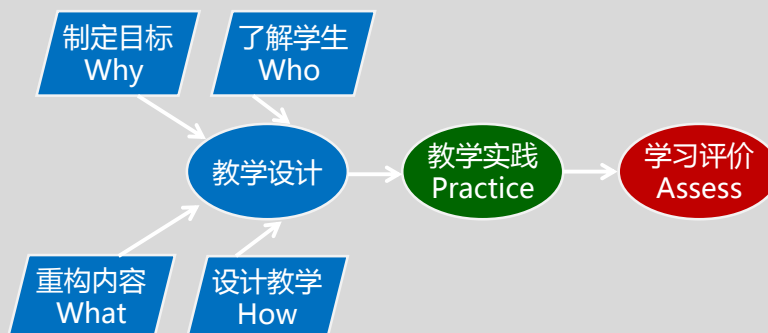 制定目标
Why
了解学生
Who
教学设计
教学实践
Practice
学习评价
Assess
重构内容
What
设计教学
How